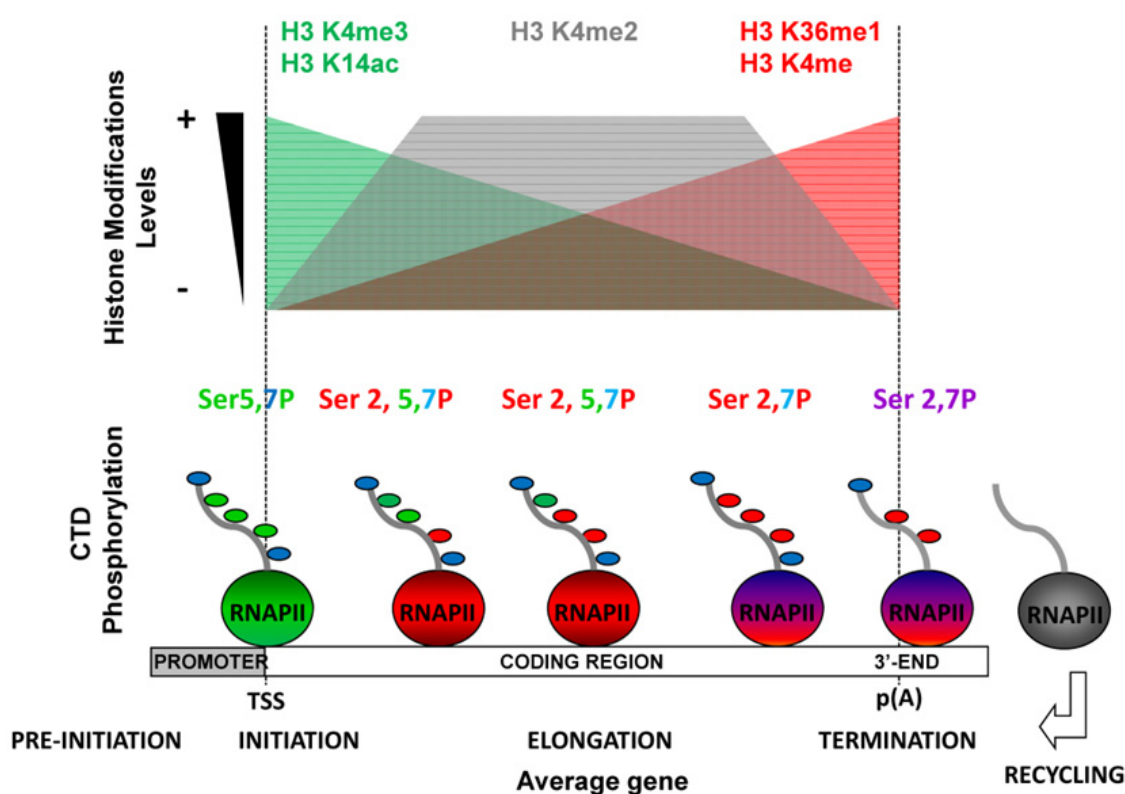 H3 K4me3
H3 K14ac
H3 K4me2
H3 K36me1
H3 K4me
+
-
Histone Modifications
Levels
Ser5,7P
Ser 2, 5,7P
Ser 2, 5,7P
Ser 2,7P
Ser 2,7P
CTD
Phosphorylation
RNAPII
RNAPII
RNAPII
RNAPII
RNAPII
RNAPII
PROMOTER
CODING REGION
3’-END
TSS
p(A)
PRE-INITIATION
INITIATION
ELONGATION
TERMINATION
RECYCLING
Average gene